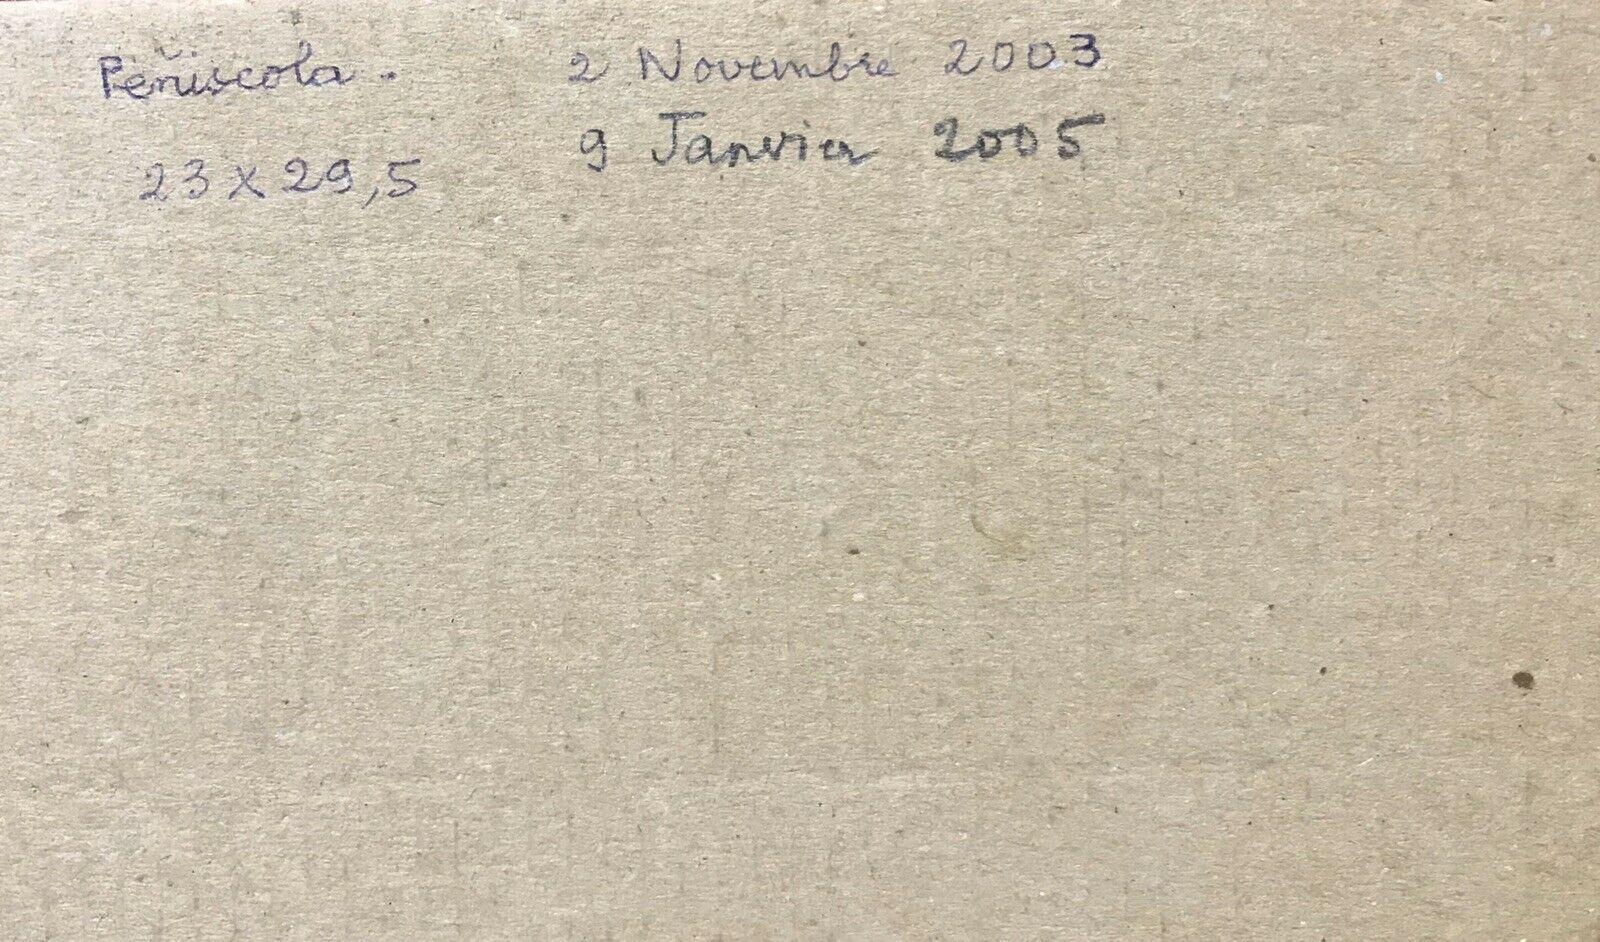 Peñiscola. 2 Novembre 2003
9 Janvier 2005
23 x 29,5